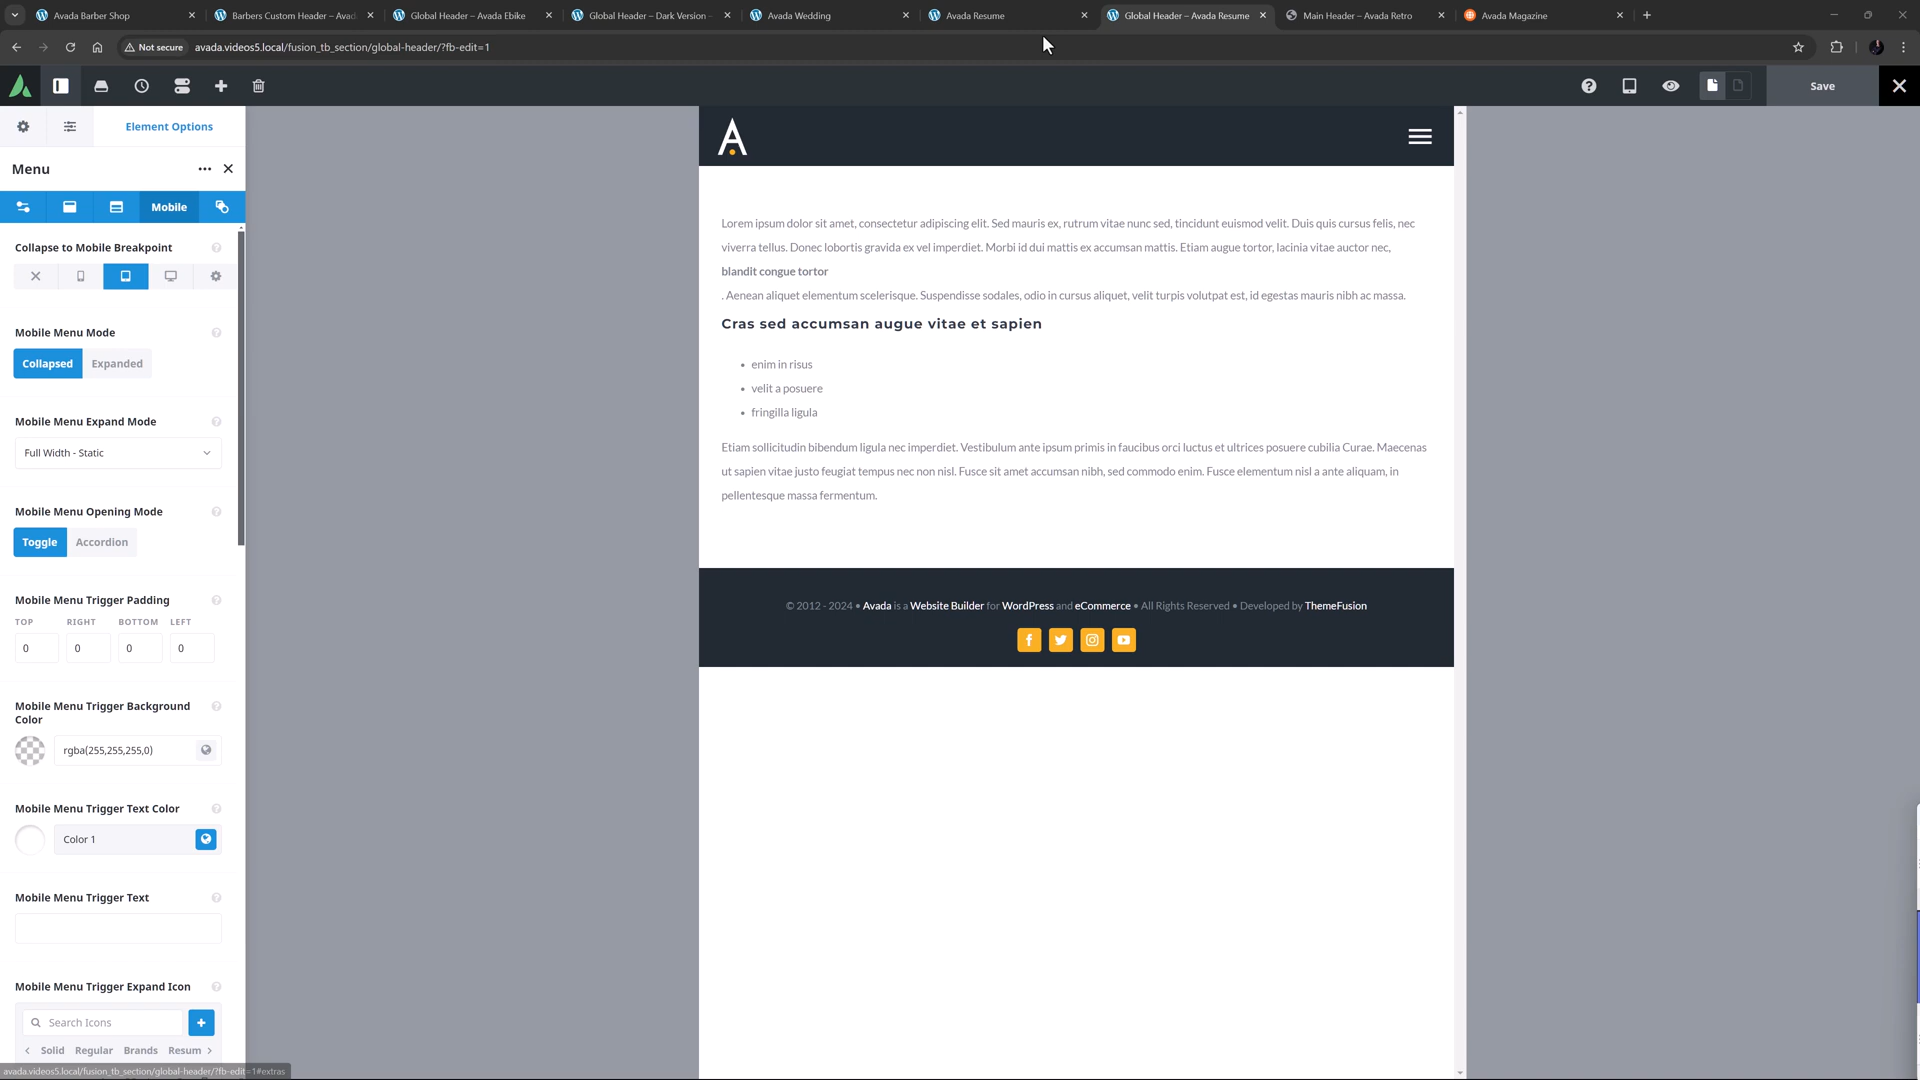 Avada Barber Shop
Barbers Custom Header – Avad
Global Header – Avada Ebike
Global Header – Dark Version –
Avada Wedding
Avada Resume
Global Header – Avada Resume
Main Header – Avada Retro
Avada Magazine
Not secure
avada.videos5.local/fusion_tb_section/global-header/?fb-edit=1
Save
Element Options
Menu
Mobile
Collapse to Mobile Breakpoint
Mobile Menu Mode
Collapsed
Expanded
Mobile Menu Expand Mode
Full Width - Static
Mobile Menu Opening Mode
Toggle
Accordion
Mobile Menu Trigger Padding
TOP
RIGHT
BOTTOM
LEFT
0
0
0
0
Mobile Menu Trigger Background
Color
rgba(255,255,255,0)
Mobile Menu Trigger Text Color
Color 1
Mobile Menu Trigger Text
Mobile Menu Trigger Expand Icon
Search Icons
Solid
Regular
Brands
Resum
avada.videos5.local/fusion_tb_section/global-header/?fb-edit=1#extras
Lorem ipsum dolor sit amet, consectetur adipiscing elit. Sed mauris ex, rutrum vitae nunc sed, tincidunt euismod velit. Duis quis cursus felis, nec
viverra tellus. Donec lobortis gravida ex vel imperdiet. Morbi id dui mattis ex accumsan mattis. Etiam augue tortor, lacinia vitae auctor nec,
blandit congue tortor
. Aenean aliquet elementum scelerisque. Suspendisse sodales, odio in cursus aliquet, velit turpis volutpat est, id egestas mauris nibh ac massa.
Cras sed accumsan augue vitae et sapien
• enim in risus
• velit a posuere
• fringilla ligula
Etiam sollicitudin bibendum ligula nec imperdiet. Vestibulum ante ipsum primis in faucibus orci luctus et ultrices posuere cubilia Curae. Maecenas
ut sapien vitae justo feugiat tempus nec non nisl. Fusce sit amet accumsan nibh, sed commodo enim. Fusce elementum nisl a ante aliquam, in
pellentesque massa fermentum.
© 2012 - 2024 • Avada is a Website Builder for WordPress and eCommerce • All Rights Reserved • Developed by ThemeFusion